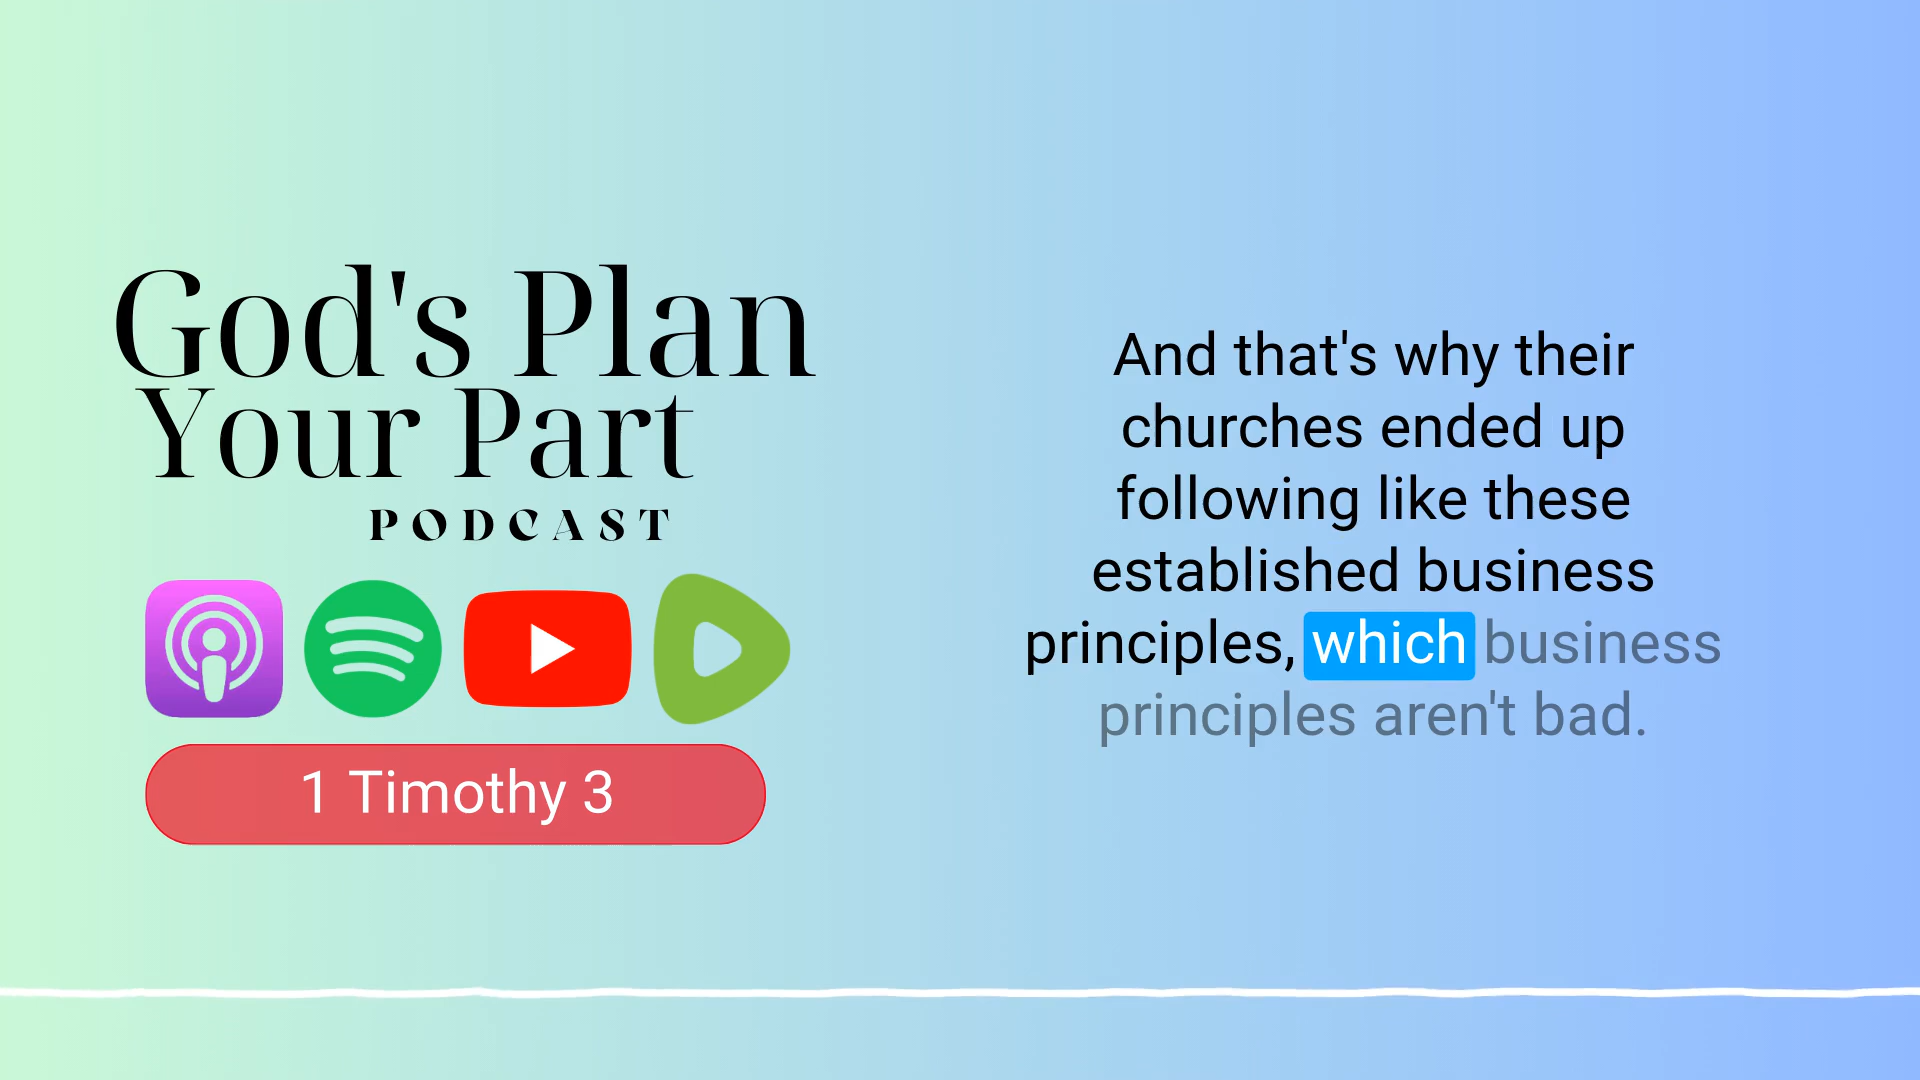 God's Plan
Your Part
PODCAST
1 Timothy 3
And that's why their
churches ended up
following like these
established business
principles, which business
principles aren't bad.